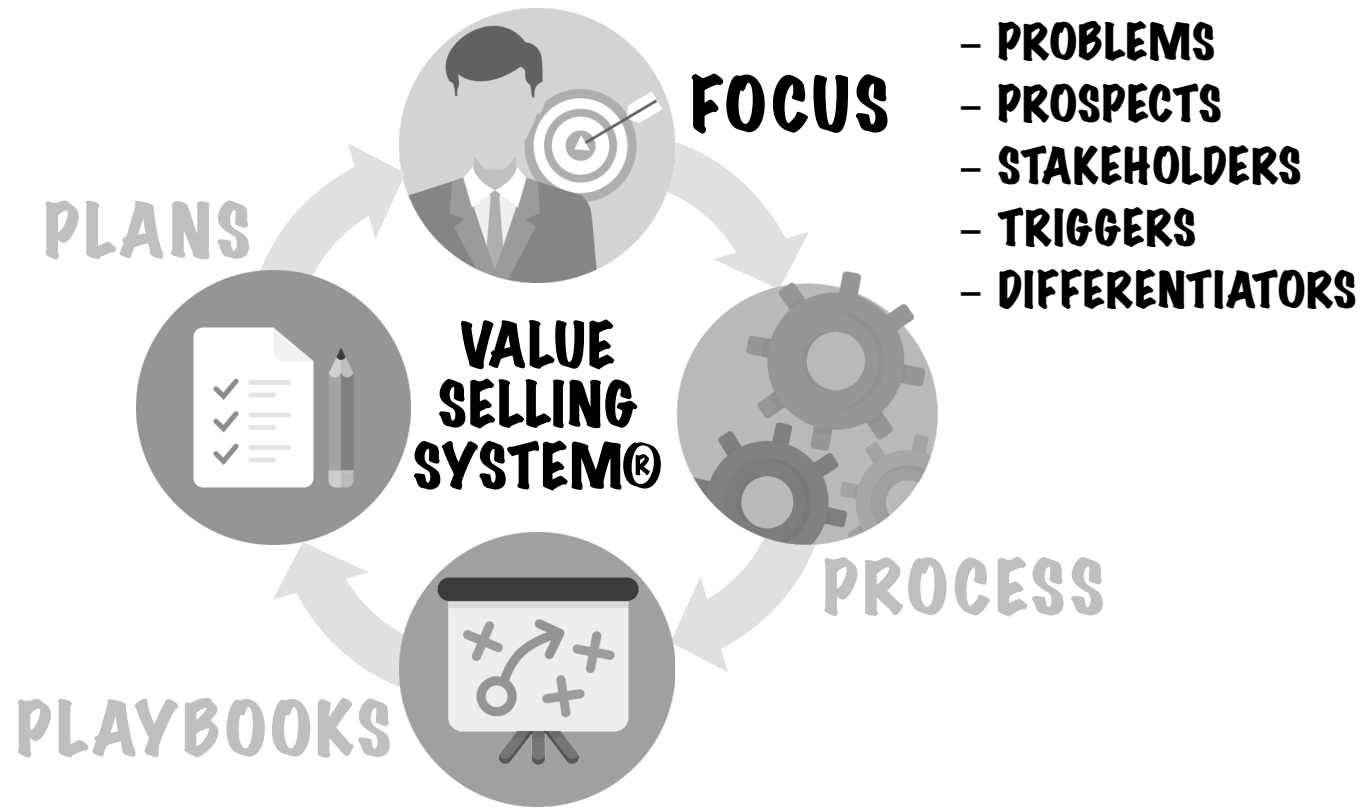 FOCUS
– PROBLEMS
– PROSPECTS
– STAKEHOLDERS
– TRIGGERS
– DIFFERENTIATORS
PLANS
VALUE
SELLING
SYSTEM®
PROCESS
PLAYBOOKS